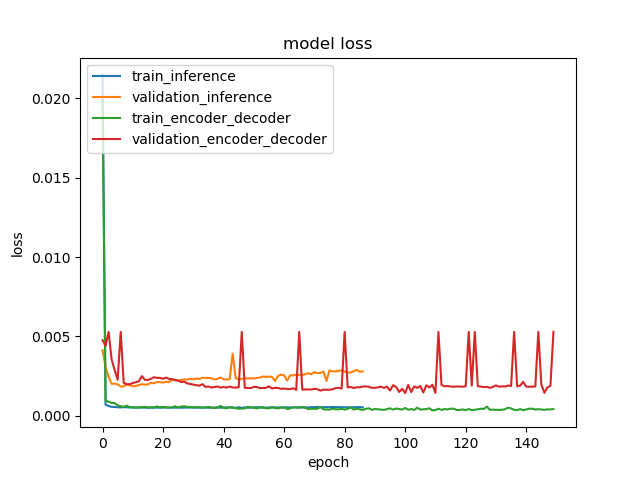 model loss
train_inference
validation_inference
train_encoder_decoder
validation_encoder_decoder
0.020
0.015
0.010
0.005
0.000
loss
0 20 40 60 80 100 120 140
epoch